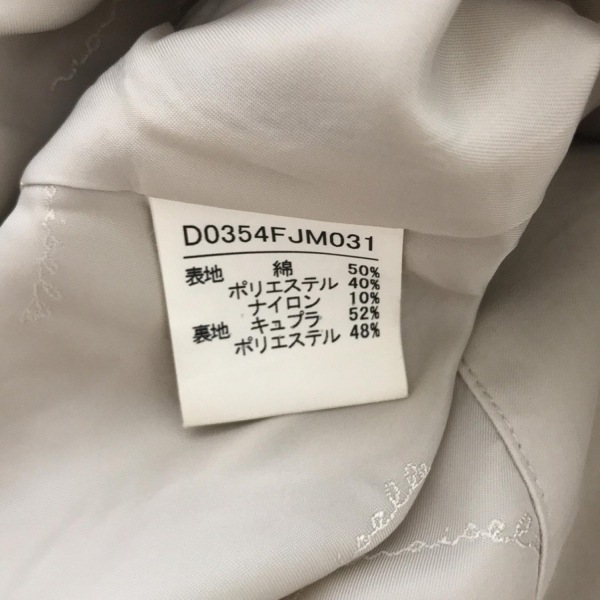 D0354FJM031
表地 綿 50%
ポリエステル 40%
ナイロン 10%
裏地 キュプラ 52%
ポリエステル 48%